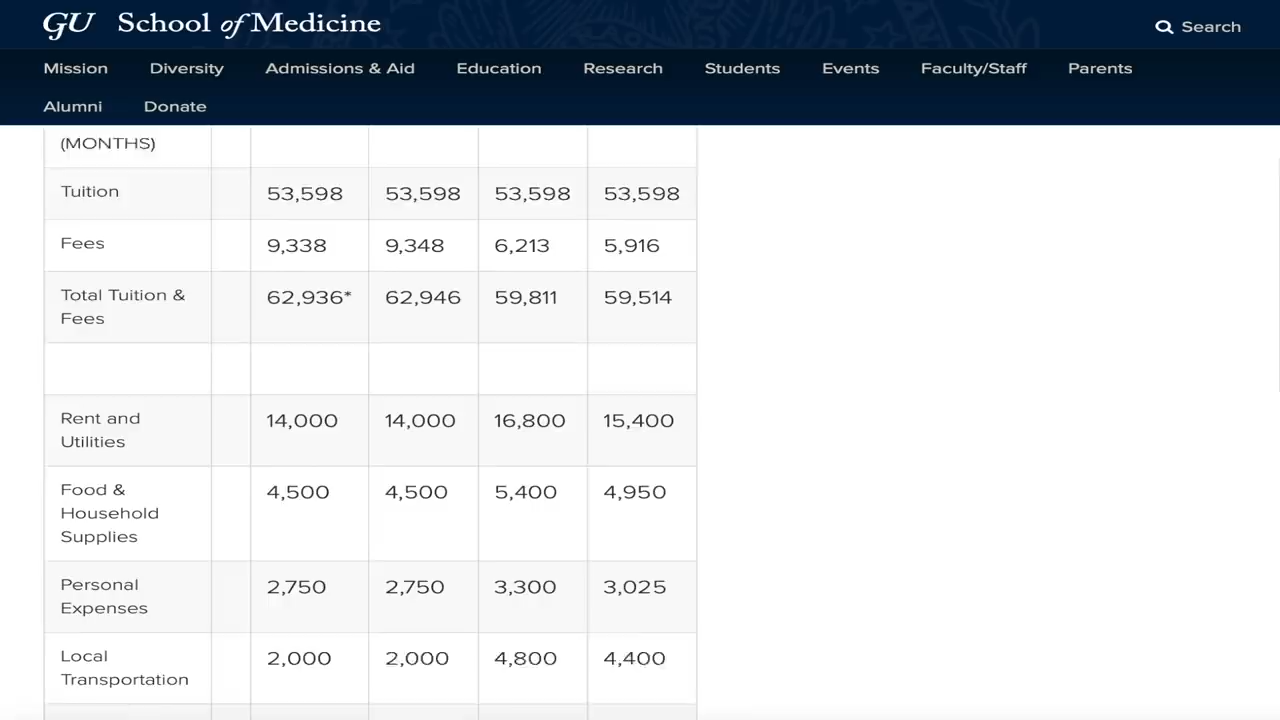 GU School of Medicine
Search
Mission Diversity Admissions & Aid Education Research Students Events Faculty/Staff Parents
Alumni Donate
(MONTHS)
Tuition 53,598 53,598 53,598 53,598
Fees 9,338 9,348 6,213 5,916
Total Tuition & 62,936* 62,946 59,811 59,514
Fees
Rent and 14,000 14,000 16,800 15,400
Utilities
Food & 4,500 4,500 5,400 4,950
Household
Supplies
Personal 2,750 2,750 3,300 3,025
Expenses
Local 2,000 2,000 4,800 4,400
Transportation